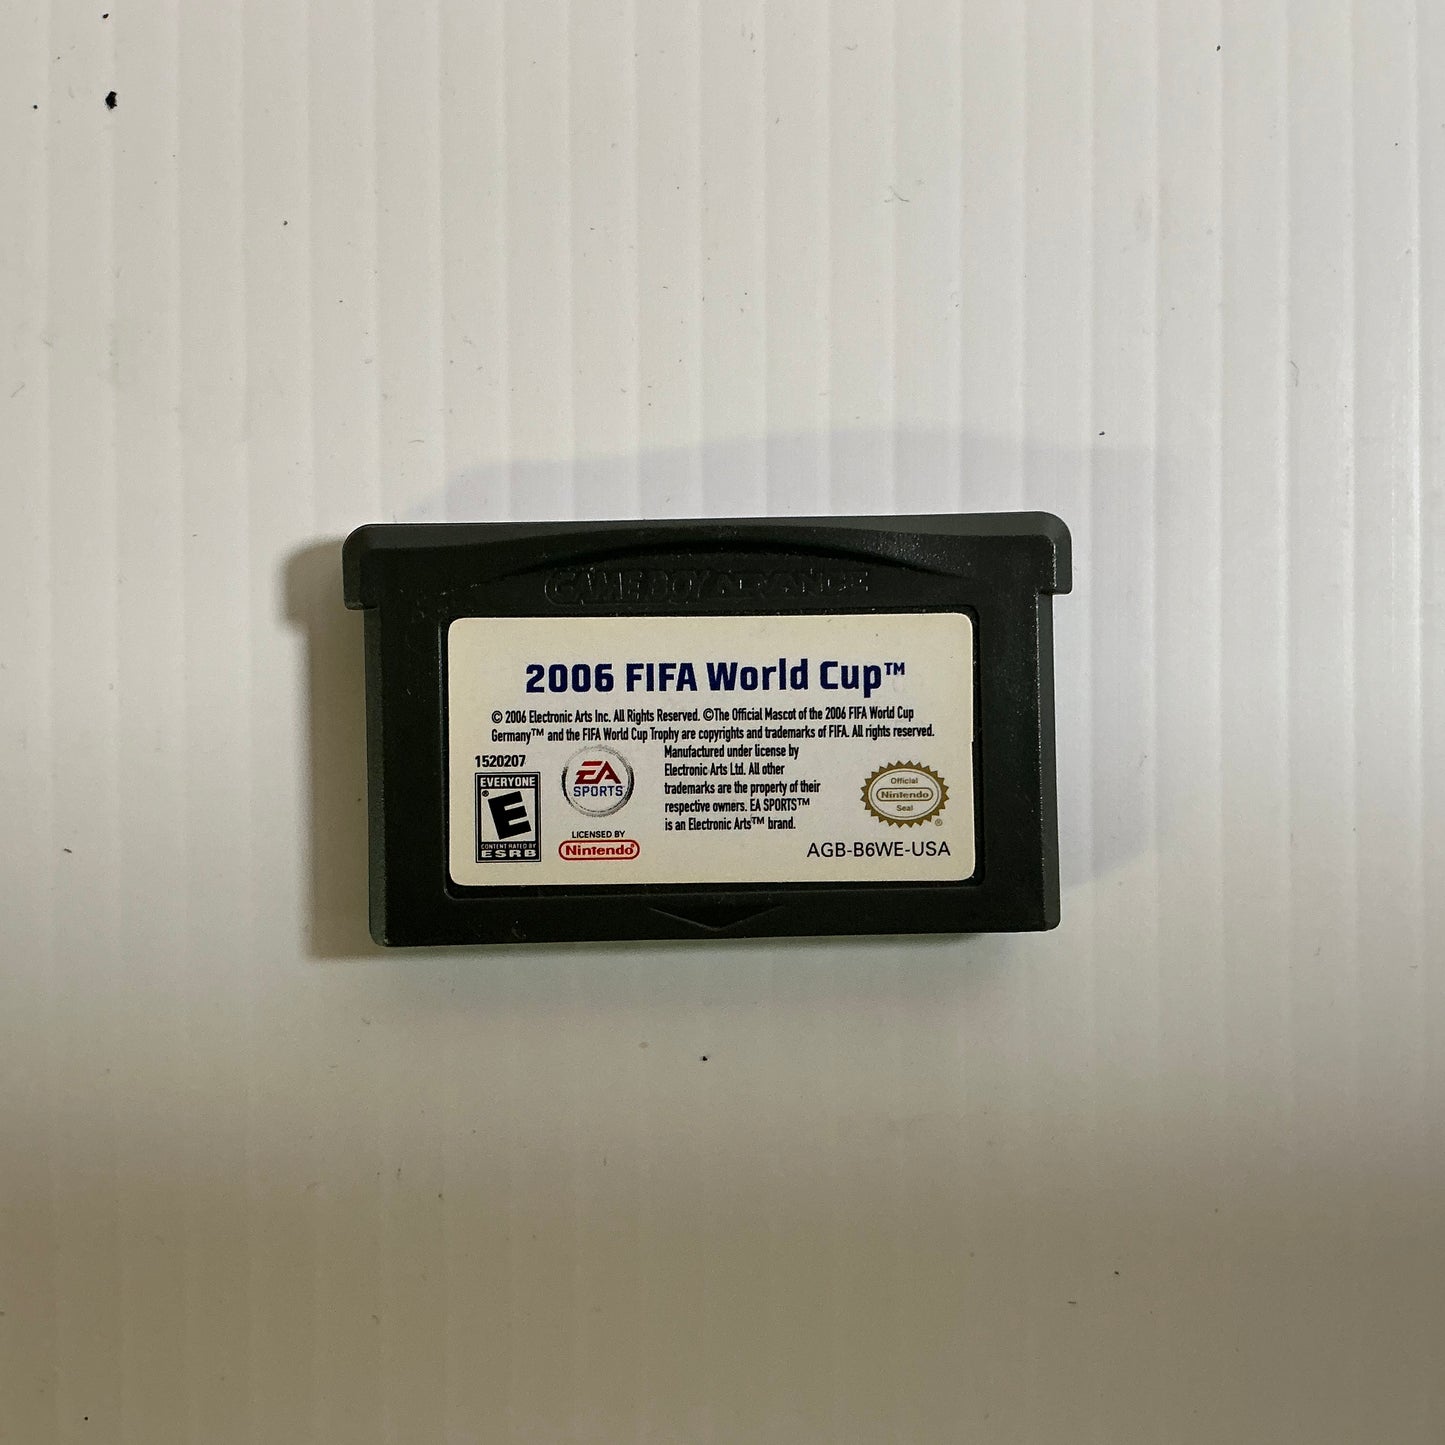 GAME BOY ADVANCE
2006 FIFA World Cup™
© 2006 Electronic Arts Inc. All Rights Reserved. ©The Official Mascot of the 2006 FIFA World Cup
Germany™ and the FIFA World Cup Trophy are copyrights and trademarks of FIFA. All rights reserved.
1520207
EVERYONE
E
®
CONTENT RATED BY
ESRB
EA
SPORTS™
LICENSED BY
Nintendo®
Manufactured under license by
Electronic Arts Ltd. All other
trademarks are the property of their
respective owners. EA SPORTS™
is an Electronic Arts™ brand.
Official
Nintendo
Seal
®
AGB-B6WE-USA